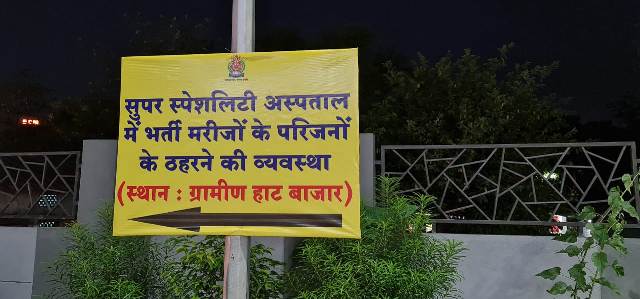 सुपर स्पेशलिटी अस्पताल
में भर्ती मरीजों के परिजनों
के ठहरने की व्यवस्था
(स्थान : ग्रामीण हाट बाजार)